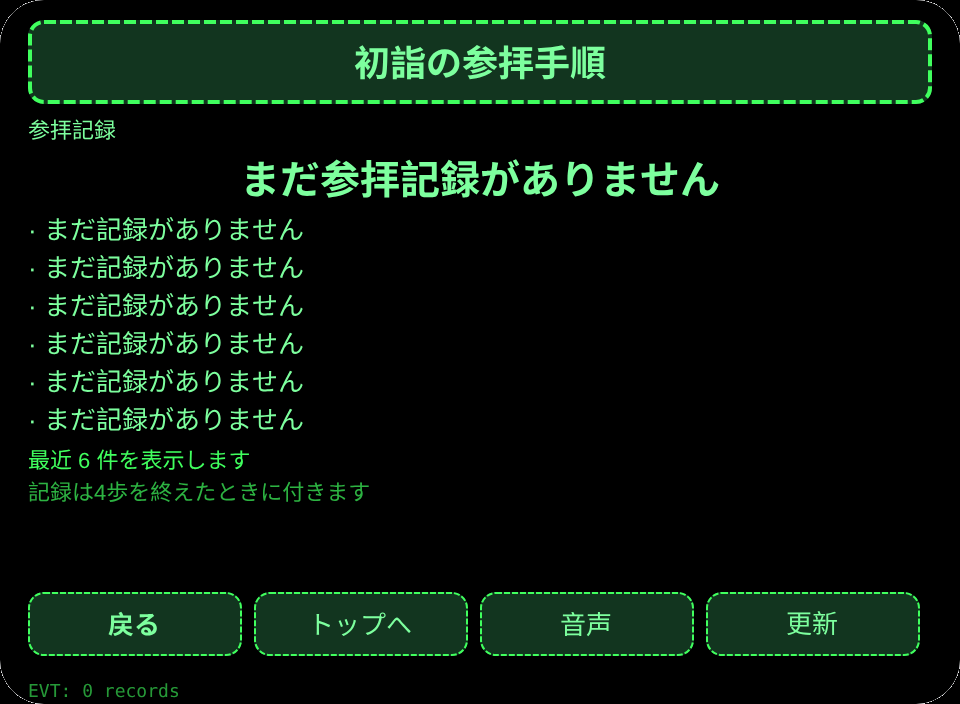 初詣の参拝手順
参拝記録
まだ参拝記録がありません
· まだ記録がありません
· まだ記録がありません
· まだ記録がありません
· まだ記録がありません
· まだ記録がありません
· まだ記録がありません
最近 6 件を表示します
記録は4歩を終えたときに付きます
戻る
トップへ
音声
更新
EVT: 0 records